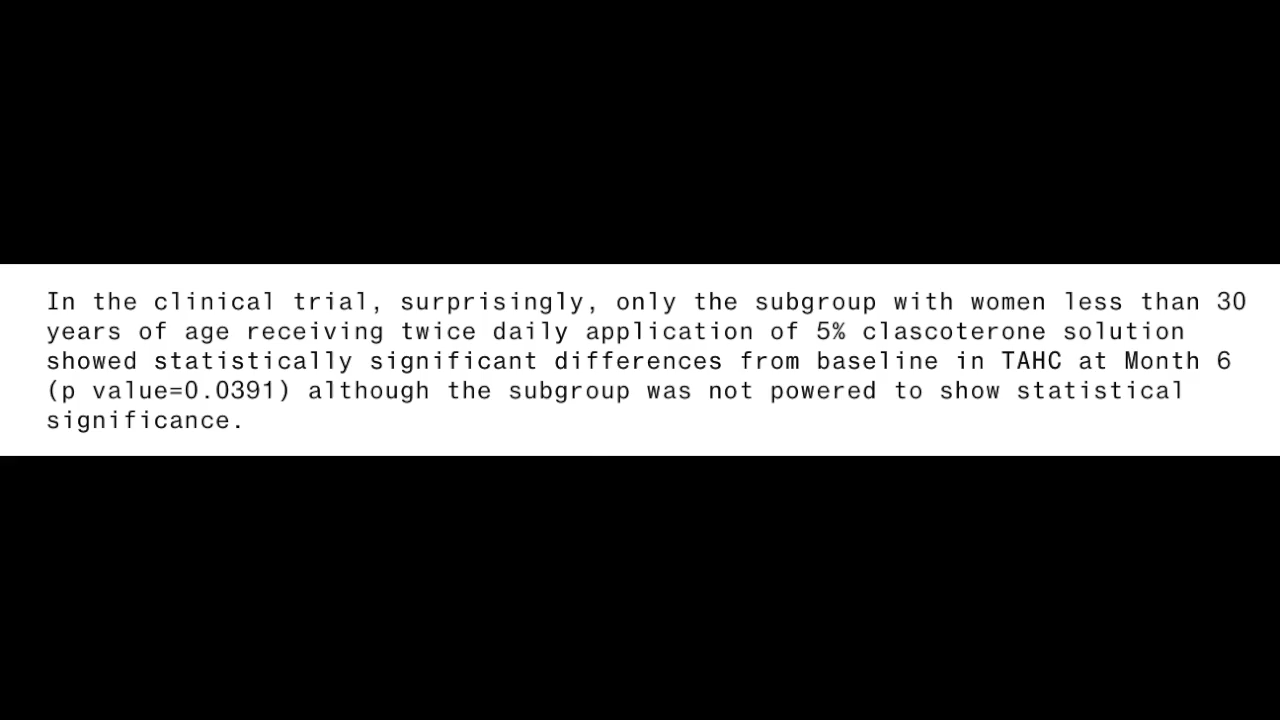 In the clinical trial, surprisingly, only the subgroup with women less than 30
years of age receiving twice daily application of 5% clascoterone solution
showed statistically significant differences from baseline in TAHC at Month 6
(p value=0.0391) although the subgroup was not powered to show statistical
significance.